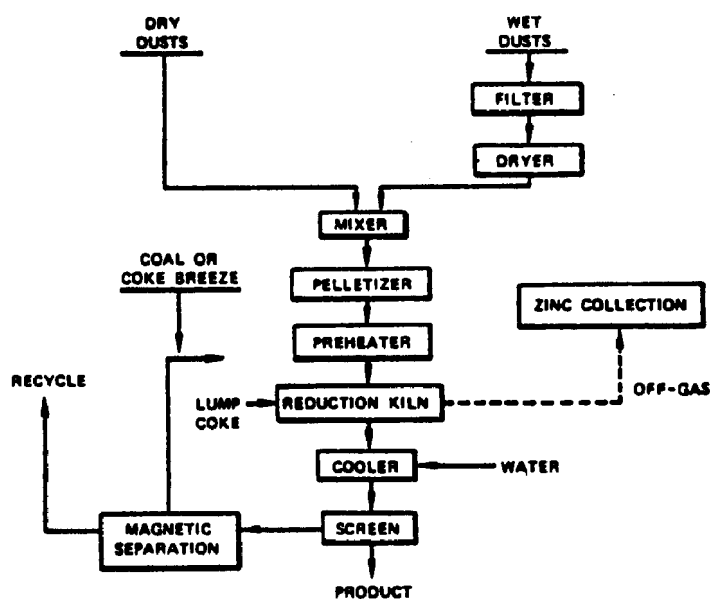 DRY
DUSTS
WET
DUSTS
FILTER
DRYER
MIXER
COAL OR
COKE BREEZE
PELLETIZER
ZINC COLLECTION
PREHEATER
RECYCLE
LUMP
COKE
REDUCTION KILN
OFF-GAS
COOLER
WATER
MAGNETIC
SEPARATION
SCREEN
PRODUCT